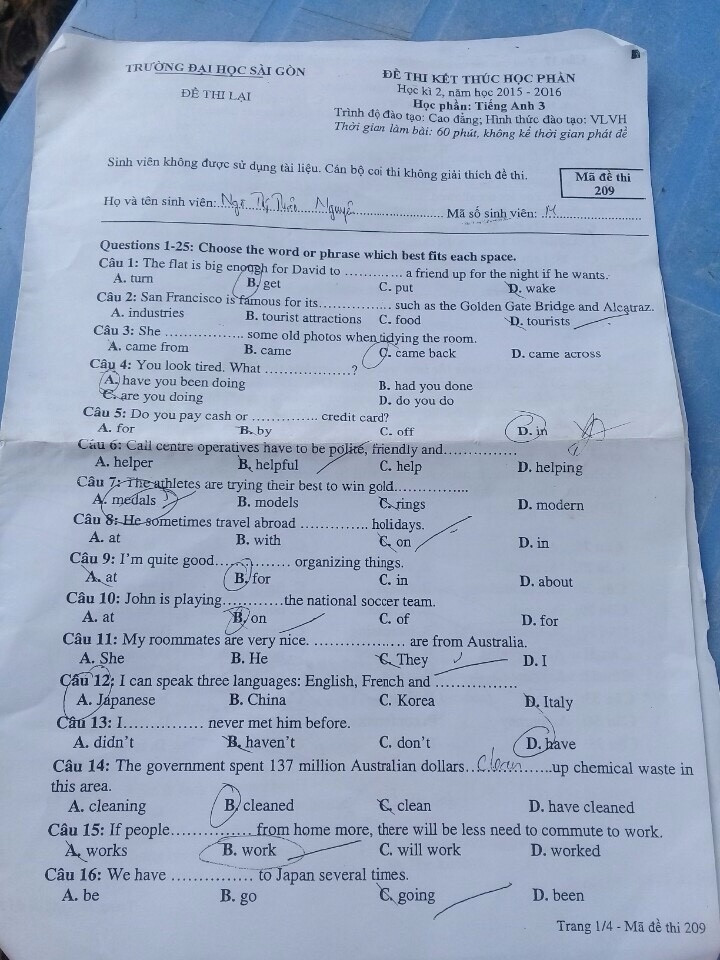 TRƯỜNG ĐẠI HỌC SÀI GÒN
ĐỀ THI LẠI
ĐỀ THI KẾT THÚC HỌC PHẦN
Học kì 2, năm học 2015 - 2016
Học phần: Tiếng Anh 3
Trình độ đào tạo: Cao đẳng; Hình thức đào tạo: VLVH
Thời gian làm bài: 60 phút, không kể thời gian phát đề
Sinh viên không được sử dụng tài liệu. Cán bộ coi thi không giải thích đề thi.
Mã đề thi
209
Họ và tên sinh viên: Ngô Nguyên Mã số sinh viên:
Questions 1-25: Choose the word or phrase which best fits each space.
Câu 1: The flat is big enough for David to ............. a friend up for the night if he wants.
A. turn B. get C. put D. wake
Câu 2: San Francisco is famous for its................ such as the Golden Gate Bridge and Alcatraz.
A. industries B. tourist attractions C. food D. tourists
Câu 3: She ................. some old photos when tidying the room.
A. came from B. came C. came back D. came across
Câu 4: You look tired. What ...................?
A. have you been doing B. had you done
C. are you doing D. do you do
Câu 5: Do you pay cash or .............. credit card?
A. for B. by C. off D. in
Câu 6: Call centre operatives have to be polite, friendly and...............
A. helper B. helpful C. help D. helping
Câu 7: The athletes are trying their best to win gold...............
A. medals B. models C. rings D. modern
Câu 8: He sometimes travel abroad .............. holidays.
A. at B. with C. on D. in
Câu 9: I'm quite good............... organizing things.
A. at B. for C. in D. about
Câu 10: John is playing............the national soccer team.
A. at B. on C. of D. for
Câu 11: My roommates are very nice. ................... are from Australia.
A. She B. He C. They D. I
Câu 12: I can speak three languages: English, French and ................
A. Japanese B. China C. Korea D. Italy
Câu 13: I................ never met him before.
A. didn't B. haven't C. don't D. have
Câu 14: The government spent 137 million Australian dollars...clean......up chemical waste in
this area.
A. cleaning B. cleaned C. clean D. have cleaned
Câu 15: If people................ from home more, there will be less need to commute to work.
A. works B. work C. will work D. worked
Câu 16: We have ................ to Japan several times.
A. be B. go C. going D. been
Trang 1/4 - Mã đề thi 209